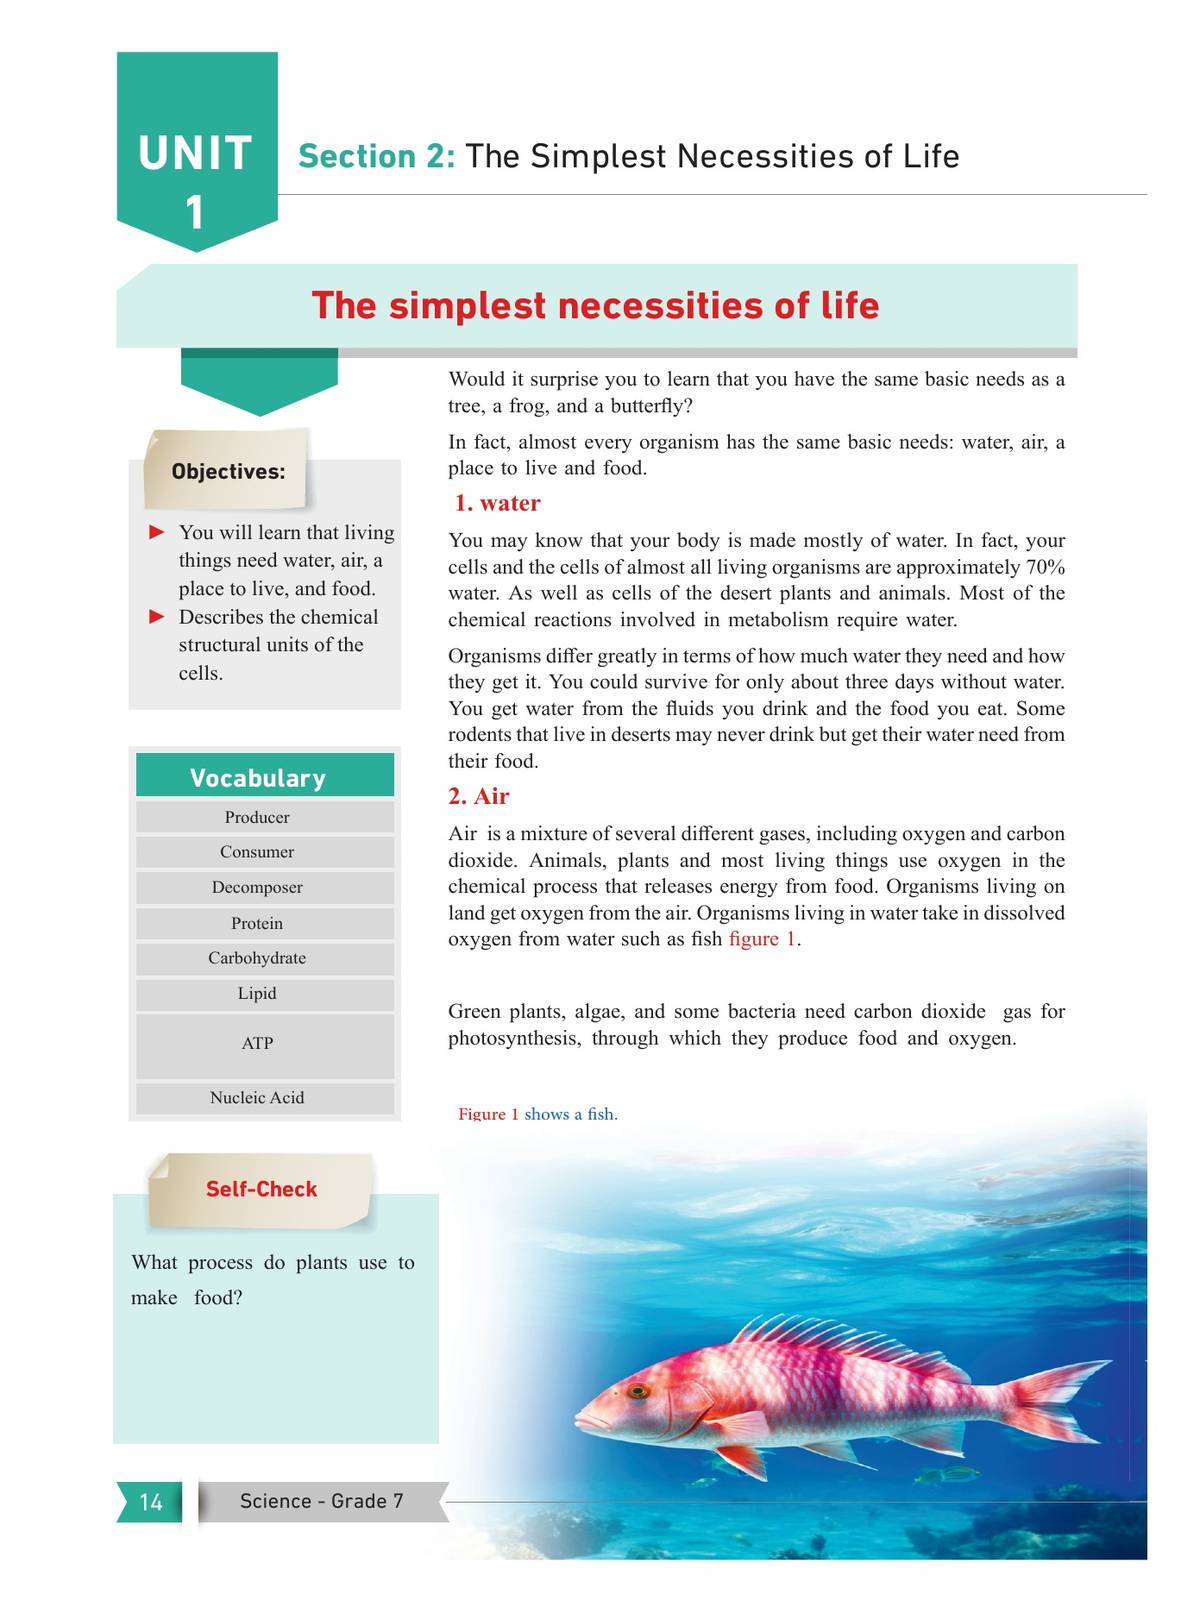 UNIT
1
Section 2: The Simplest Necessities of Life
The simplest necessities of life
Objectives:
You will learn that living
things need water, air, a
place to live, and food.
Describes the chemical
structural units of the
cells.
Vocabulary
Producer
Consumer
Decomposer
Protein
Carbohydrate
Lipid
ATP
Nucleic Acid
Self-Check
What process do plants use to
make food?
Would it surprise you to learn that you have the same basic needs as a
tree, a frog, and a butterfly?
In fact, almost every organism has the same basic needs: water, air, a
place to live and food.
1. water
You may know that your body is made mostly of water. In fact, your
cells and the cells of almost all living organisms are approximately 70%
water. As well as cells of the desert plants and animals. Most of the
chemical reactions involved in metabolism require water.
Organisms differ greatly in terms of how much water they need and how
they get it. You could survive for only about three days without water.
You get water from the fluids you drink and the food you eat. Some
rodents that live in deserts may never drink but get their water need from
their food.
2. Air
Air is a mixture of several different gases, including oxygen and carbon
dioxide. Animals, plants and most living things use oxygen in the
chemical process that releases energy from food. Organisms living on
land get oxygen from the air. Organisms living in water take in dissolved
oxygen from water such as fish figure 1.
Green plants, algae, and some bacteria need carbon dioxide gas for
photosynthesis, through which they produce food and oxygen.
Figure 1 shows a fish.
14
Science - Grade 7